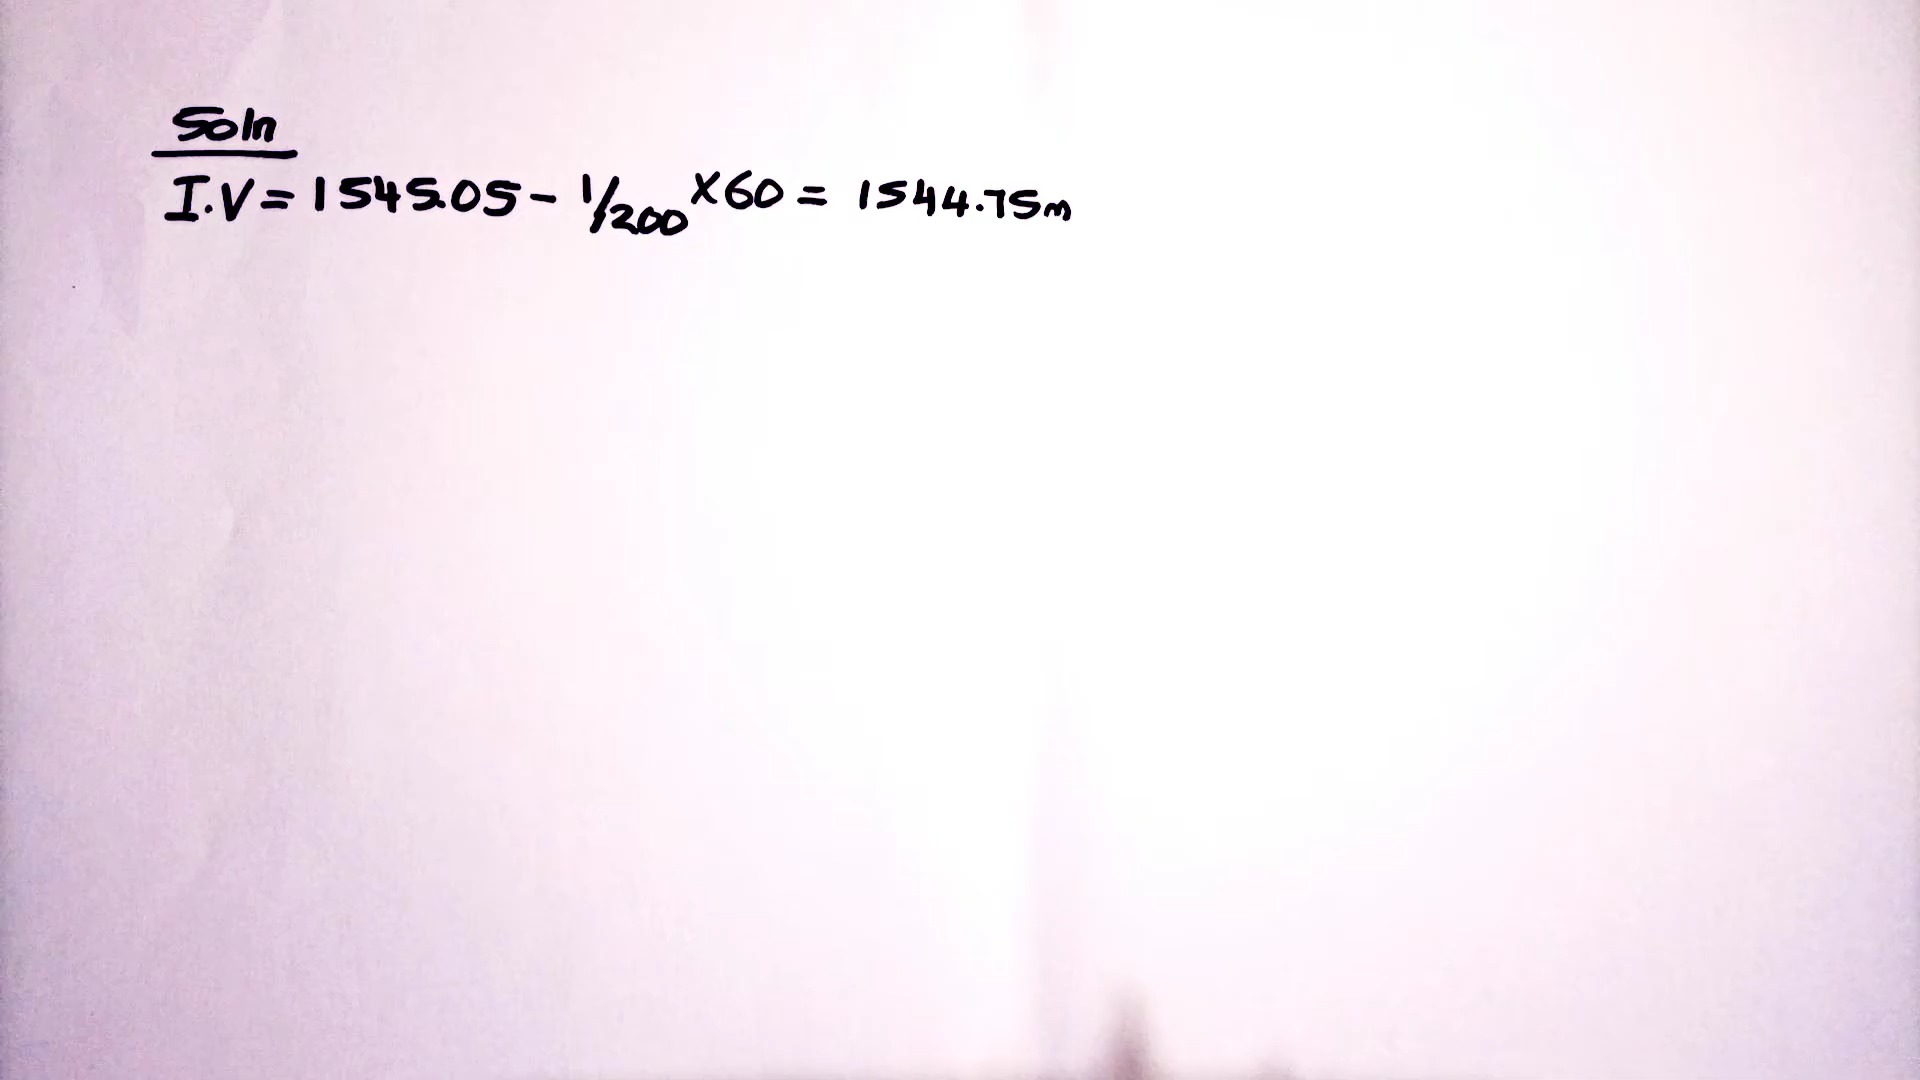 Soln
I.V = 1545.05 - 1/200 × 60 = 1544.75m